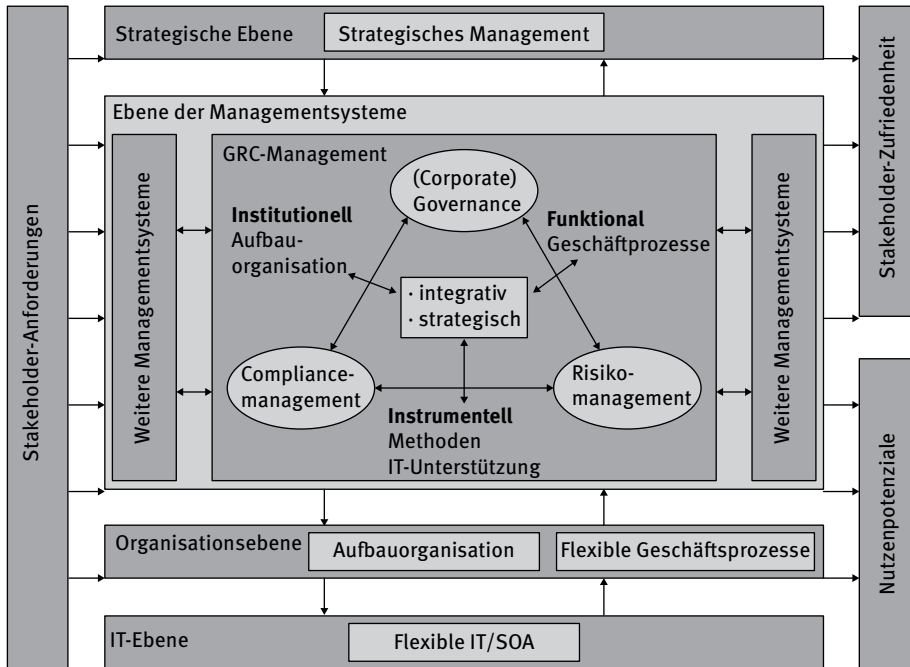 Stakeholder-Anforderungen
Strategische Ebene
Strategisches Management
Ebene der Managementsysteme
Weitere Managementsysteme
GRC-Management
(Corporate)
Governance
Institutionell
Aufbau-
organisation
Funktional
Geschäftprozesse
· integrativ
· strategisch
Compliance-
management
Risiko-
management
Instrumentell
Methoden
IT-Unterstützung
Weitere Managementsysteme
Organisationsebene
Aufbauorganisation
Flexible Geschäftsprozesse
IT-Ebene
Flexible IT/SOA
Stakeholder-Zufriedenheit
Nutzenpotenziale